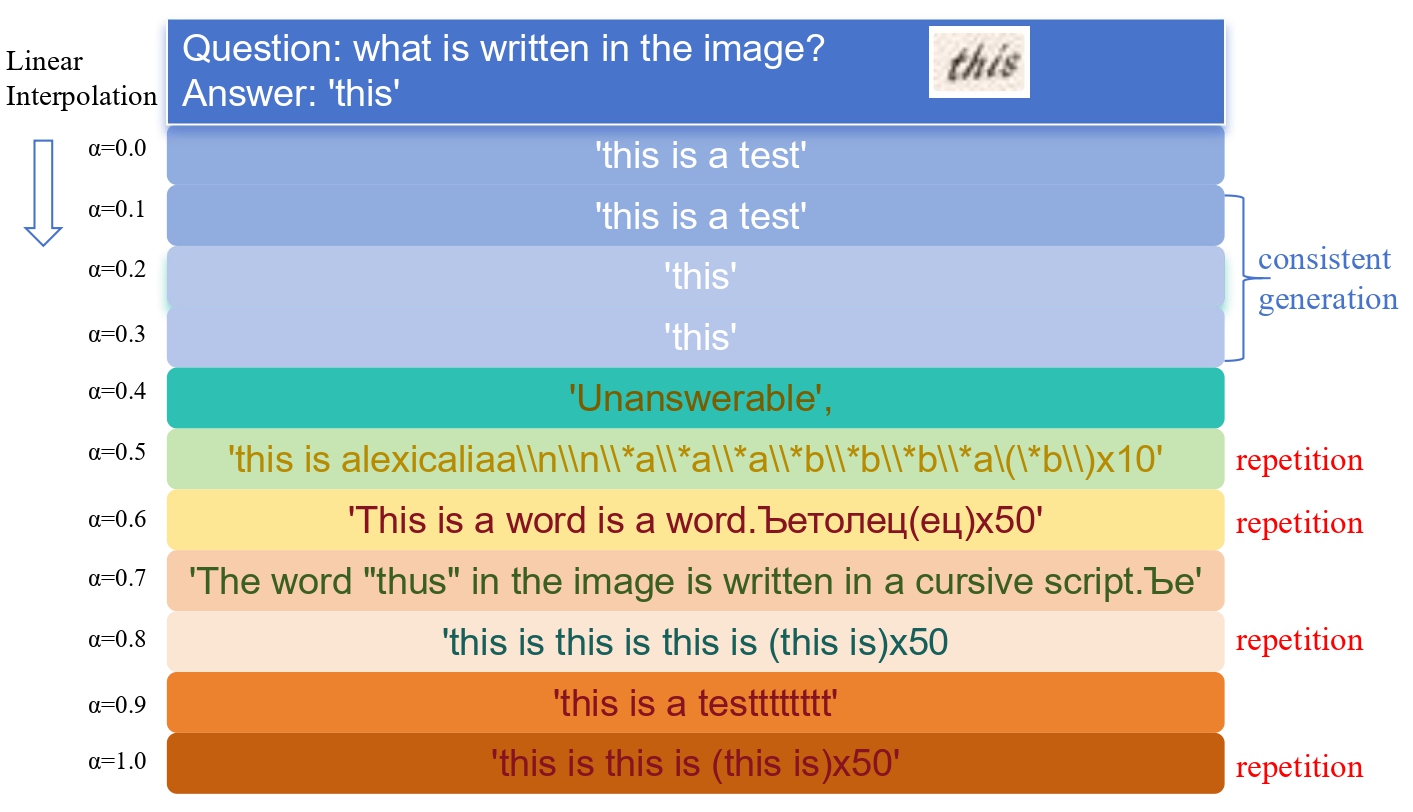 Linear
Interpolation
Question: what is written in the image?
Answer: 'this'
this
α=0.0 'this is a test'
α=0.1 'this is a test'
α=0.2 'this'
α=0.3 'this'
consistent
generation
α=0.4 'Unanswerable',
α=0.5 'this is alexicaliaa\\n\\n\\*a\\*a\\*a\\*b\\*b\\*b\\*a\(\*b\\)x10' repetition
α=0.6 'This is a word is a word.Ъетолец(ец)x50' repetition
α=0.7 'The word "thus" in the image is written in a cursive script.Ъе'
α=0.8 'this is this is this is (this is)x50 repetition
α=0.9 'this is a testttttttt'
α=1.0 'this is this is (this is)x50' repetition